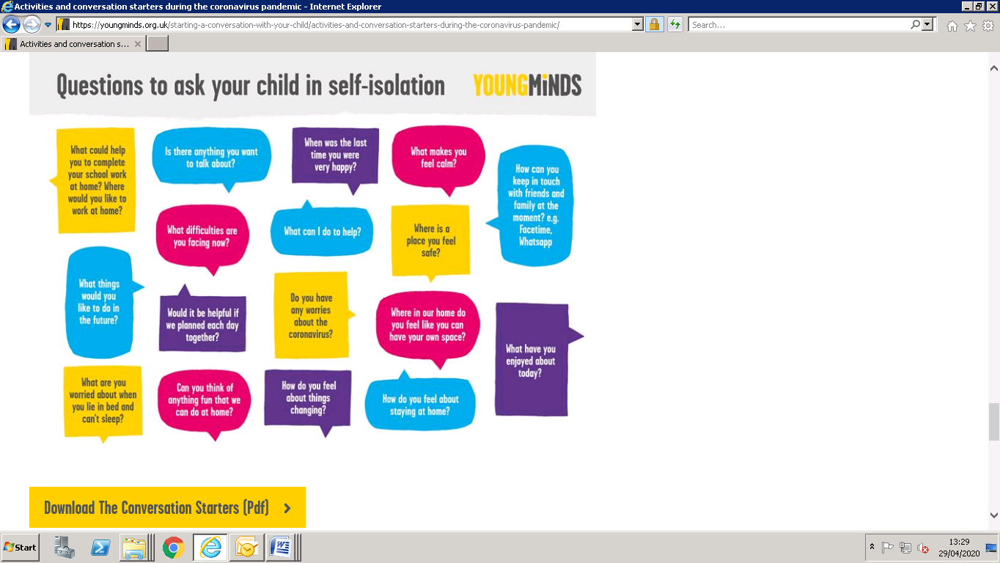 Activities and conversation starters during the coronavirus pandemic - Internet Explorer
https://youngminds.org.uk/starting-a-conversation-with-your-child/activities-and-conversation-starters-during-the-coronavirus-pandemic/
Search...
Activities and conversation s...
Questions to ask your child in self-isolation
YOUNGMiNDS
What could help
you to complete
your school work
at home? Where
would you like to
work at home?
Is there anything you want
to talk about?
When was the last
time you were
very happy?
What makes you
feel calm?
How can you
keep in touch
with friends and
family at the
moment? e.g.
Facetime,
Whatsapp
What difficulties are
you facing now?
What can I do to help?
Where is a
place you feel
safe?
What things
would you
like to do in
the future?
Would it be helpful if
we planned each day
together?
Do you have
any worries
about the
coronavirus?
Where in our home do
you feel like you can
have your own space?
What have you
enjoyed about
today?
What are you
worried about when
you lie in bed and
can't sleep?
Can you think of
anything fun that we
can do at home?
How do you feel
about things
changing?
How do you feel about
staying at home?
Download The Conversation Starters (Pdf)
Start
13:29
29/04/2020